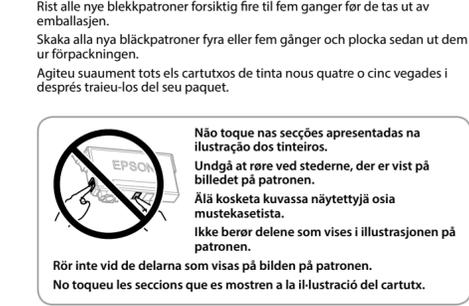 Rist alle nye blekkpatroner forsiktig fire til fem ganger før de tas ut av
emballasjen.
Skaka alla nya bläckpatroner fyra eller fem gånger och plocka sedan ut dem
ur förpackningen.
Agiteu suaument tots els cartutxos de tinta nous quatre o cinc vegades i
després traieu-los del seu paquet.
EPSON
Não toque nas secções apresentadas na
ilustração dos tinteiros.
Undgå at røre ved stederne, der er vist på
billedet på patronen.
Älä kosketa kuvassa näytettyjä osia
mustekasetista.
Ikke berør delene som vises i illustrasjonen på
patronen.
Rör inte vid de delarna som visas på bilden på patronen.
No toqueu les seccions que es mostren a la il·lustració del cartutx.